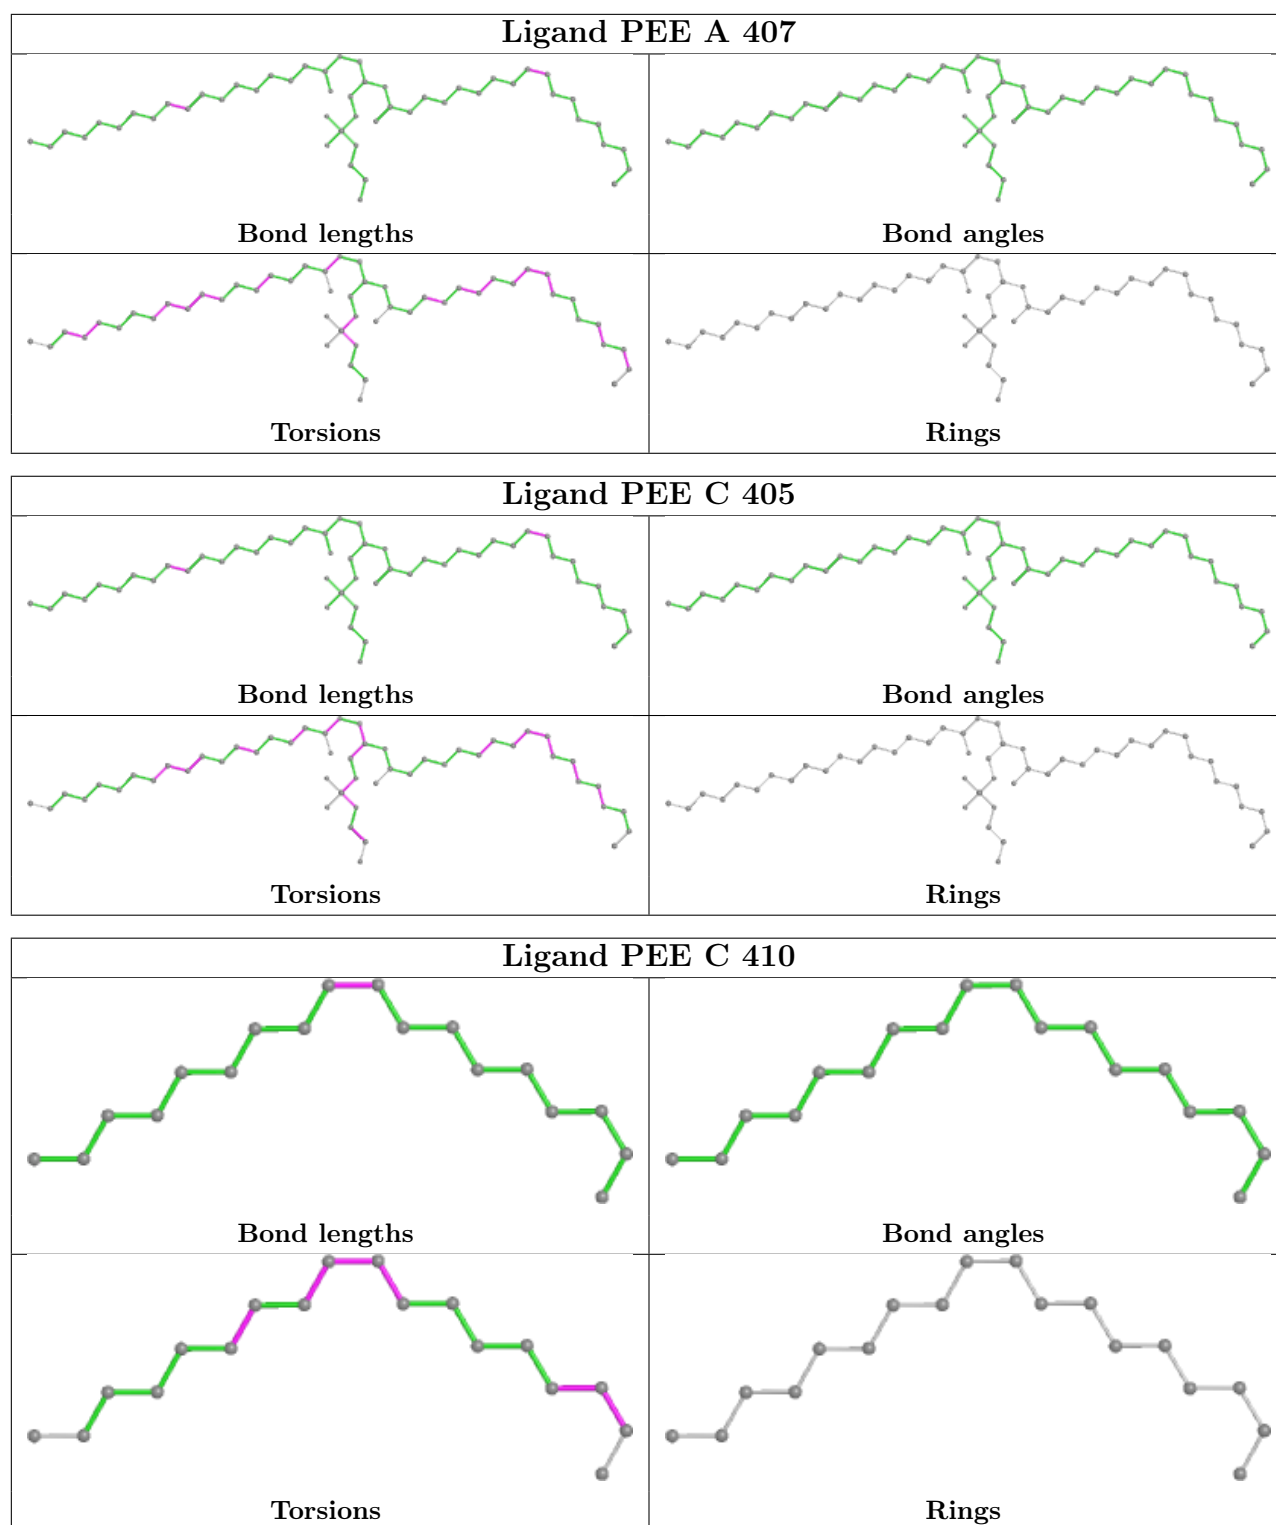 Ligand PEE A 407
Bond lengths
Bond angles
Torsions
Rings
Ligand PEE C 405
Bond lengths
Bond angles
Torsions
Rings
Ligand PEE C 410
Bond lengths
Bond angles
Torsions
Rings